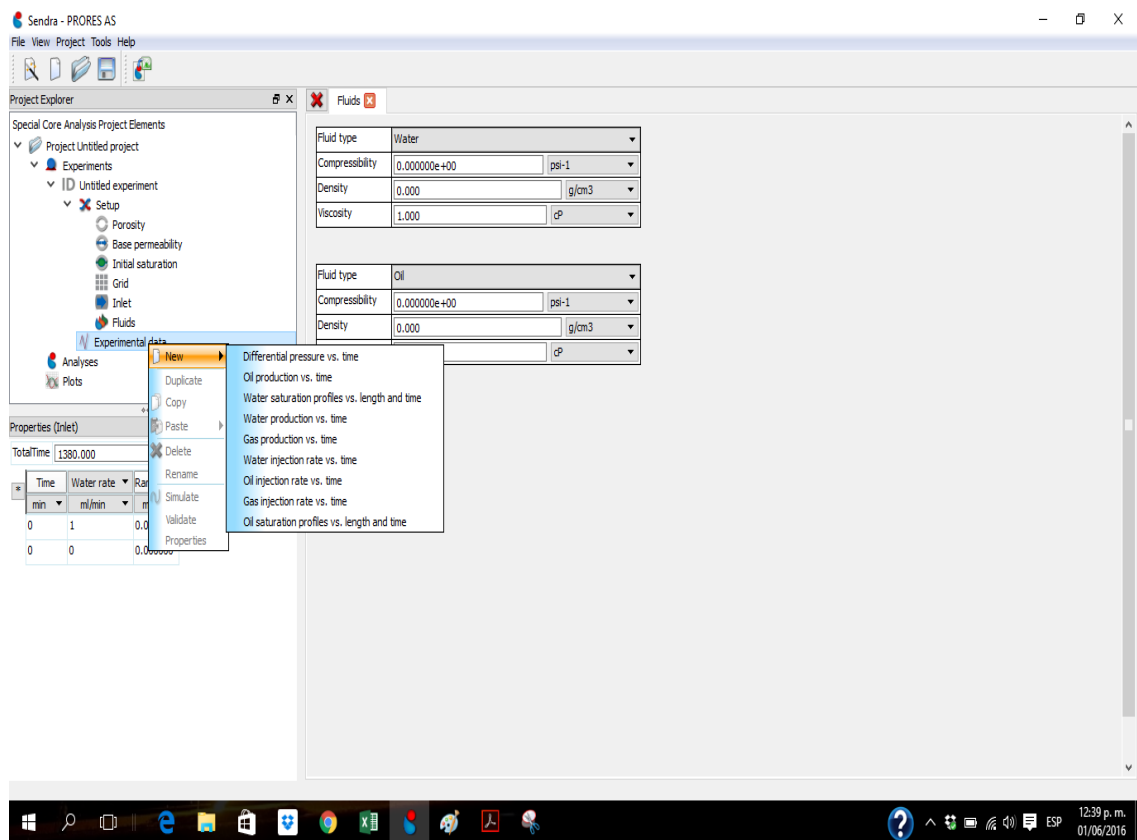 Sendra - PRORES AS
File View Project Tools Help
Project Explorer
Fluids
Special Core Analysis Project Elements
Project Untitled project
Experiments
ID Untitled experiment
Setup
Porosity
Base permeability
Initial saturation
Grid
Inlet
Fluids
Experimental data
Analyses
Plots
Fluid type Water
Compressibility 0.000000e+00 psi-1
Density 0.000 g/cm3
Viscosity 1.000 cP
Fluid type Oil
Compressibility 0.000000e+00 psi-1
Density 0.000 g/cm3
cP
New
Duplicate
Copy
Paste
Delete
Rename
Simulate
Validate
Properties
Differential pressure vs. time
Oil production vs. time
Water saturation profiles vs. length and time
Water production vs. time
Gas production vs. time
Water injection rate vs. time
Oil injection rate vs. time
Gas injection rate vs. time
Oil saturation profiles vs. length and time
Properties (Inlet)
TotalTime 1380.000
* Time Water rate
min ml/min
0 1
0 0 0.000000
ESP
12:39 p. m.
01/06/2016